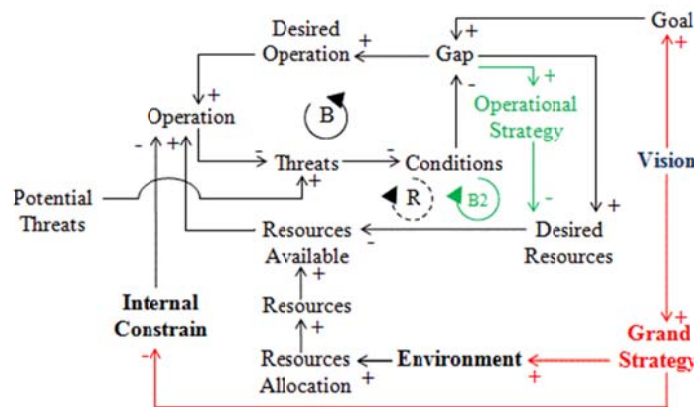 Goal
Desired
Operation
Gap
Operation
Operational
Strategy
B
Threats
Conditions
Vision
Potential
Threats
R
B2
Resources
Available
Desired
Resources
Internal
Constrain
Resources
Resources
Allocation
Environment
Grand
Strategy
+
+
+
+
+
-
+
-
-
-
+
+
-
+
-
+
+
+
-
+
+
+